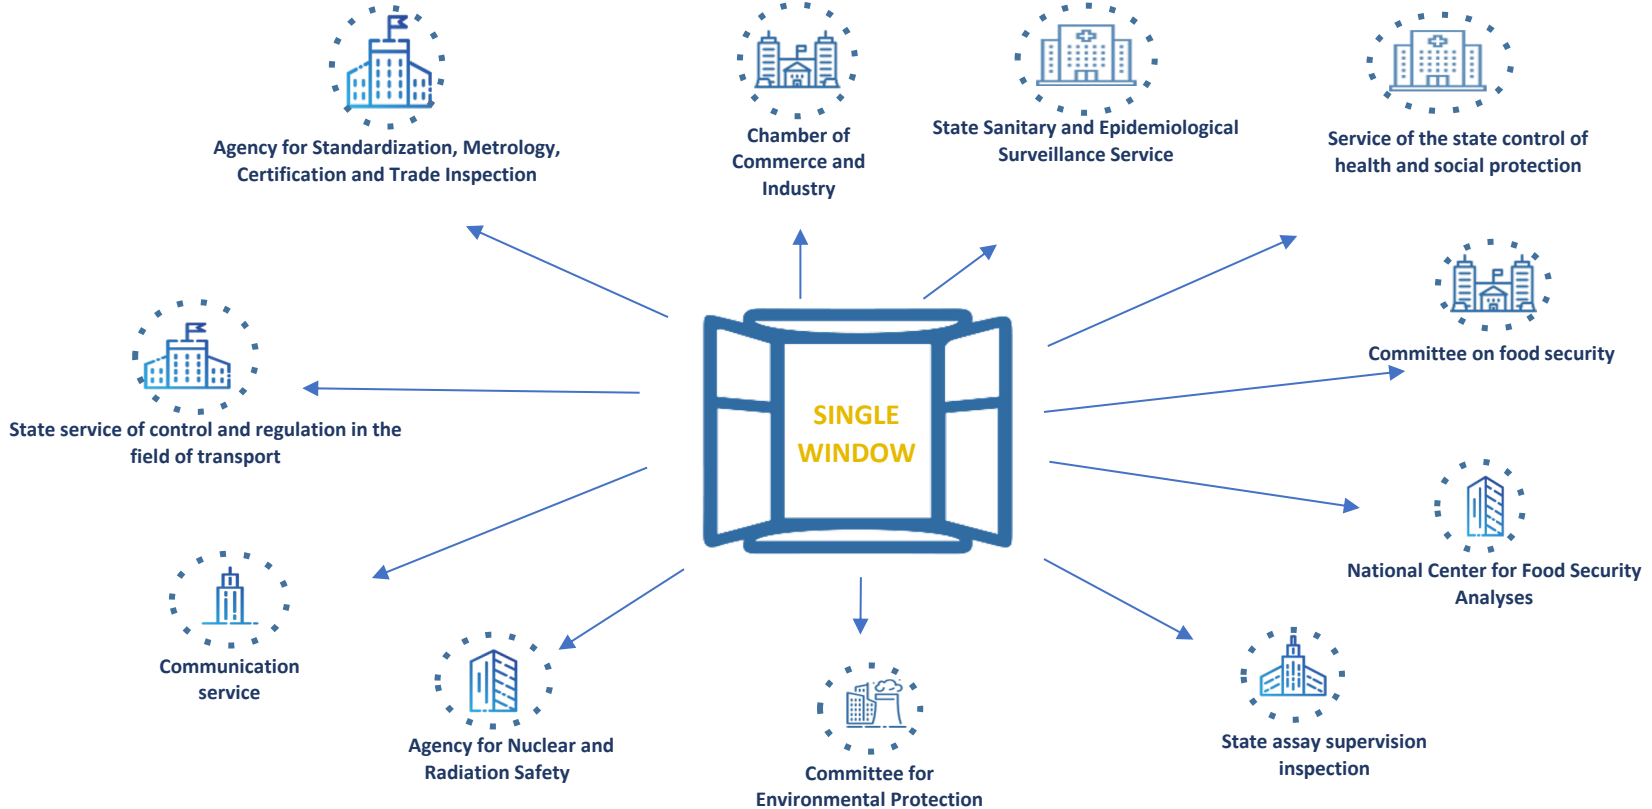 Agency for Standardization, Metrology,
Certification and Trade Inspection
Chamber of
Commerce and
Industry
State Sanitary and Epidemiological
Surveillance Service
Service of the state control of
health and social protection
Committee on food security
State service of control and regulation in the
field of transport
SINGLE
WINDOW
National Center for Food Security
Analyses
Communication
service
Agency for Nuclear and
Radiation Safety
Committee for
Environmental Protection
State assay supervision
inspection